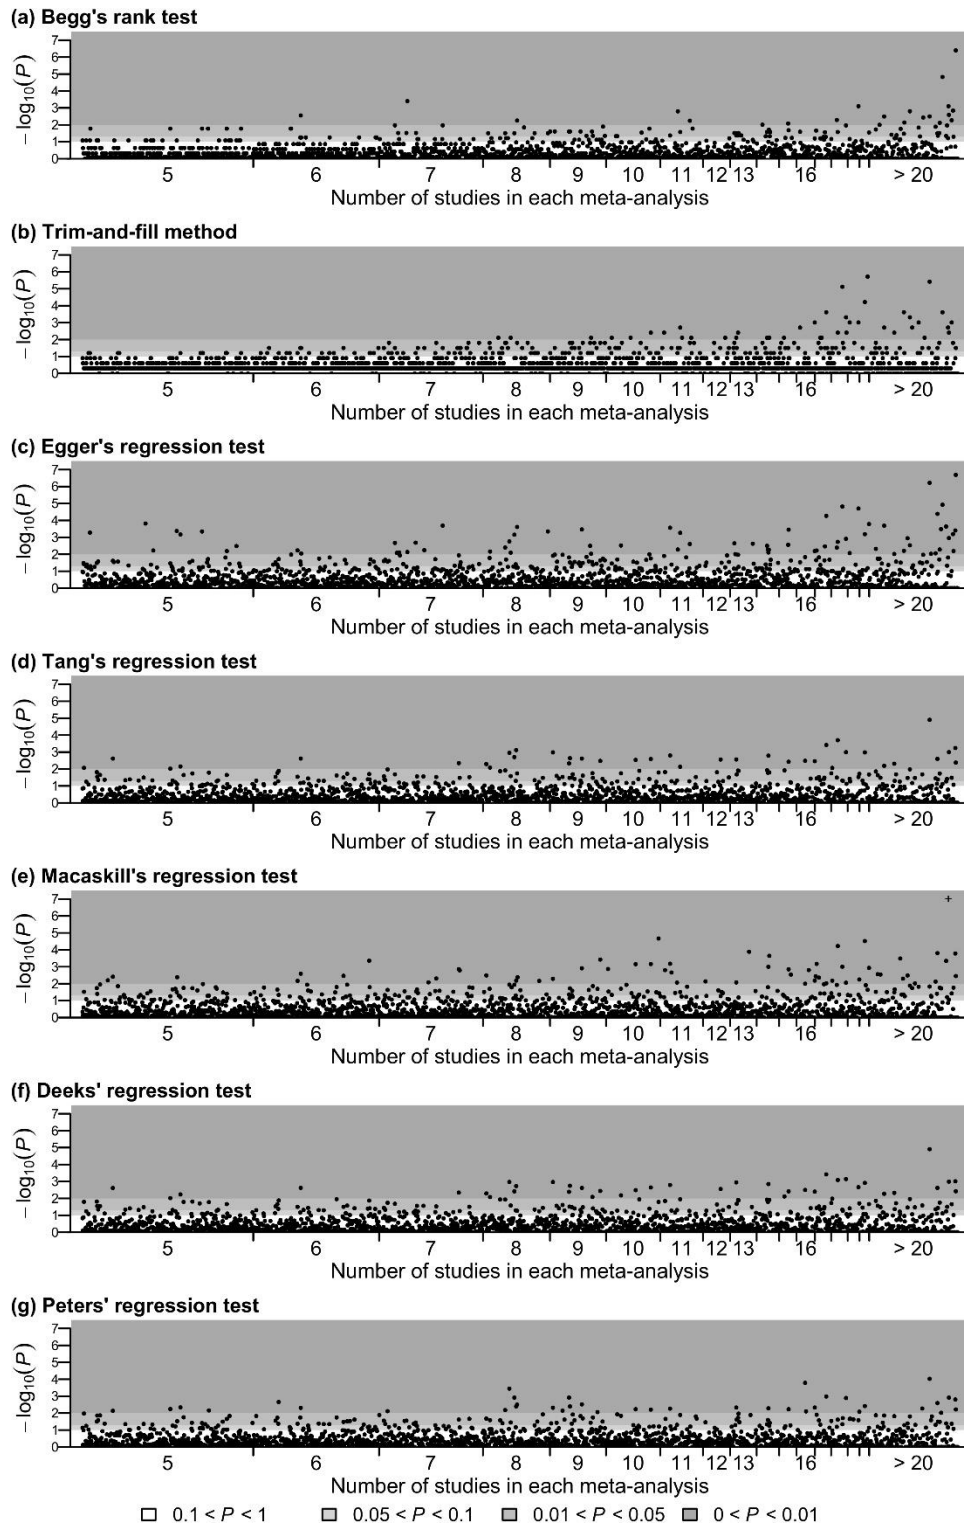 (a) Begg's rank test
7
6
5
4
3
2
1
0
− log10(P)
5 6 7 8 9 10 11 12 13 16 > 20
Number of studies in each meta-analysis
(b) Trim-and-fill method
7
6
5
4
3
2
1
0
− log10(P)
5 6 7 8 9 10 11 12 13 16 > 20
Number of studies in each meta-analysis
(c) Egger's regression test
7
6
5
4
3
2
1
0
− log10(P)
5 6 7 8 9 10 11 12 13 16 > 20
Number of studies in each meta-analysis
(d) Tang's regression test
7
6
5
4
3
2
1
0
− log10(P)
5 6 7 8 9 10 11 12 13 16 > 20
Number of studies in each meta-analysis
(e) Macaskill's regression test
7
6
5
4
3
2
1
0
− log10(P)
5 6 7 8 9 10 11 12 13 16 > 20
Number of studies in each meta-analysis
(f) Deeks' regression test
7
6
5
4
3
2
1
0
− log10(P)
5 6 7 8 9 10 11 12 13 16 > 20
Number of studies in each meta-analysis
(g) Peters' regression test
7
6
5
4
3
2
1
0
− log10(P)
5 6 7 8 9 10 11 12 13 16 > 20
Number of studies in each meta-analysis
0.1 < P < 1 0.05 < P < 0.1 0.01 < P < 0.05 0 < P < 0.01